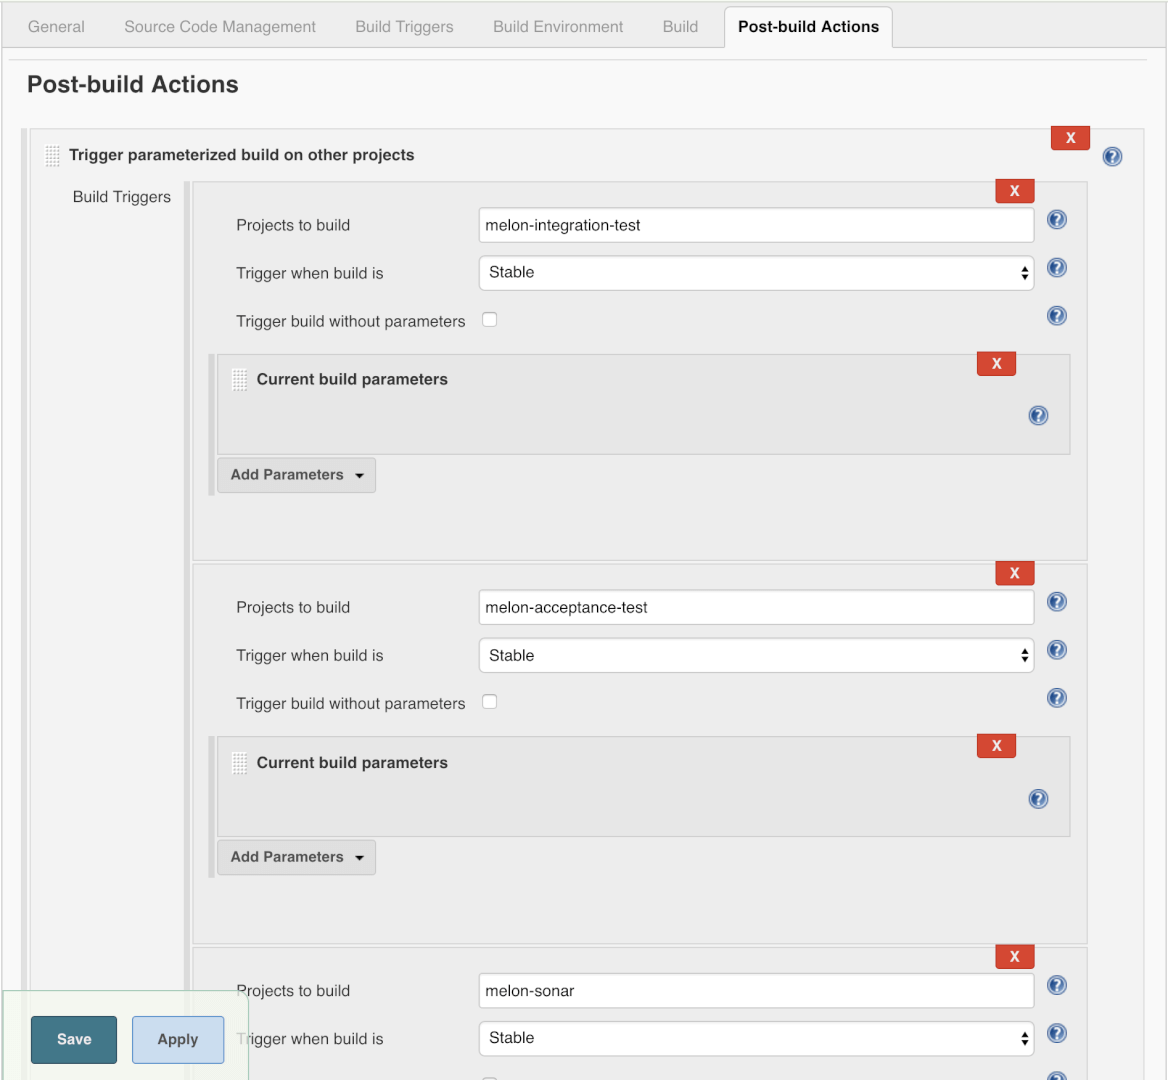 General Source Code Management Build Triggers Build Environment Build Post-build Actions
Post-build Actions
X
Trigger parameterized build on other projects
?
Build Triggers
X
Projects to build melon-integration-test ?
Trigger when build is Stable ?
Trigger build without parameters ?
X
Current build parameters
?
Add Parameters
X
Projects to build melon-acceptance-test ?
Trigger when build is Stable ?
Trigger build without parameters ?
X
Current build parameters
?
Add Parameters
X
Projects to build melon-sonar ?
Trigger when build is Stable ?
Save Apply
?